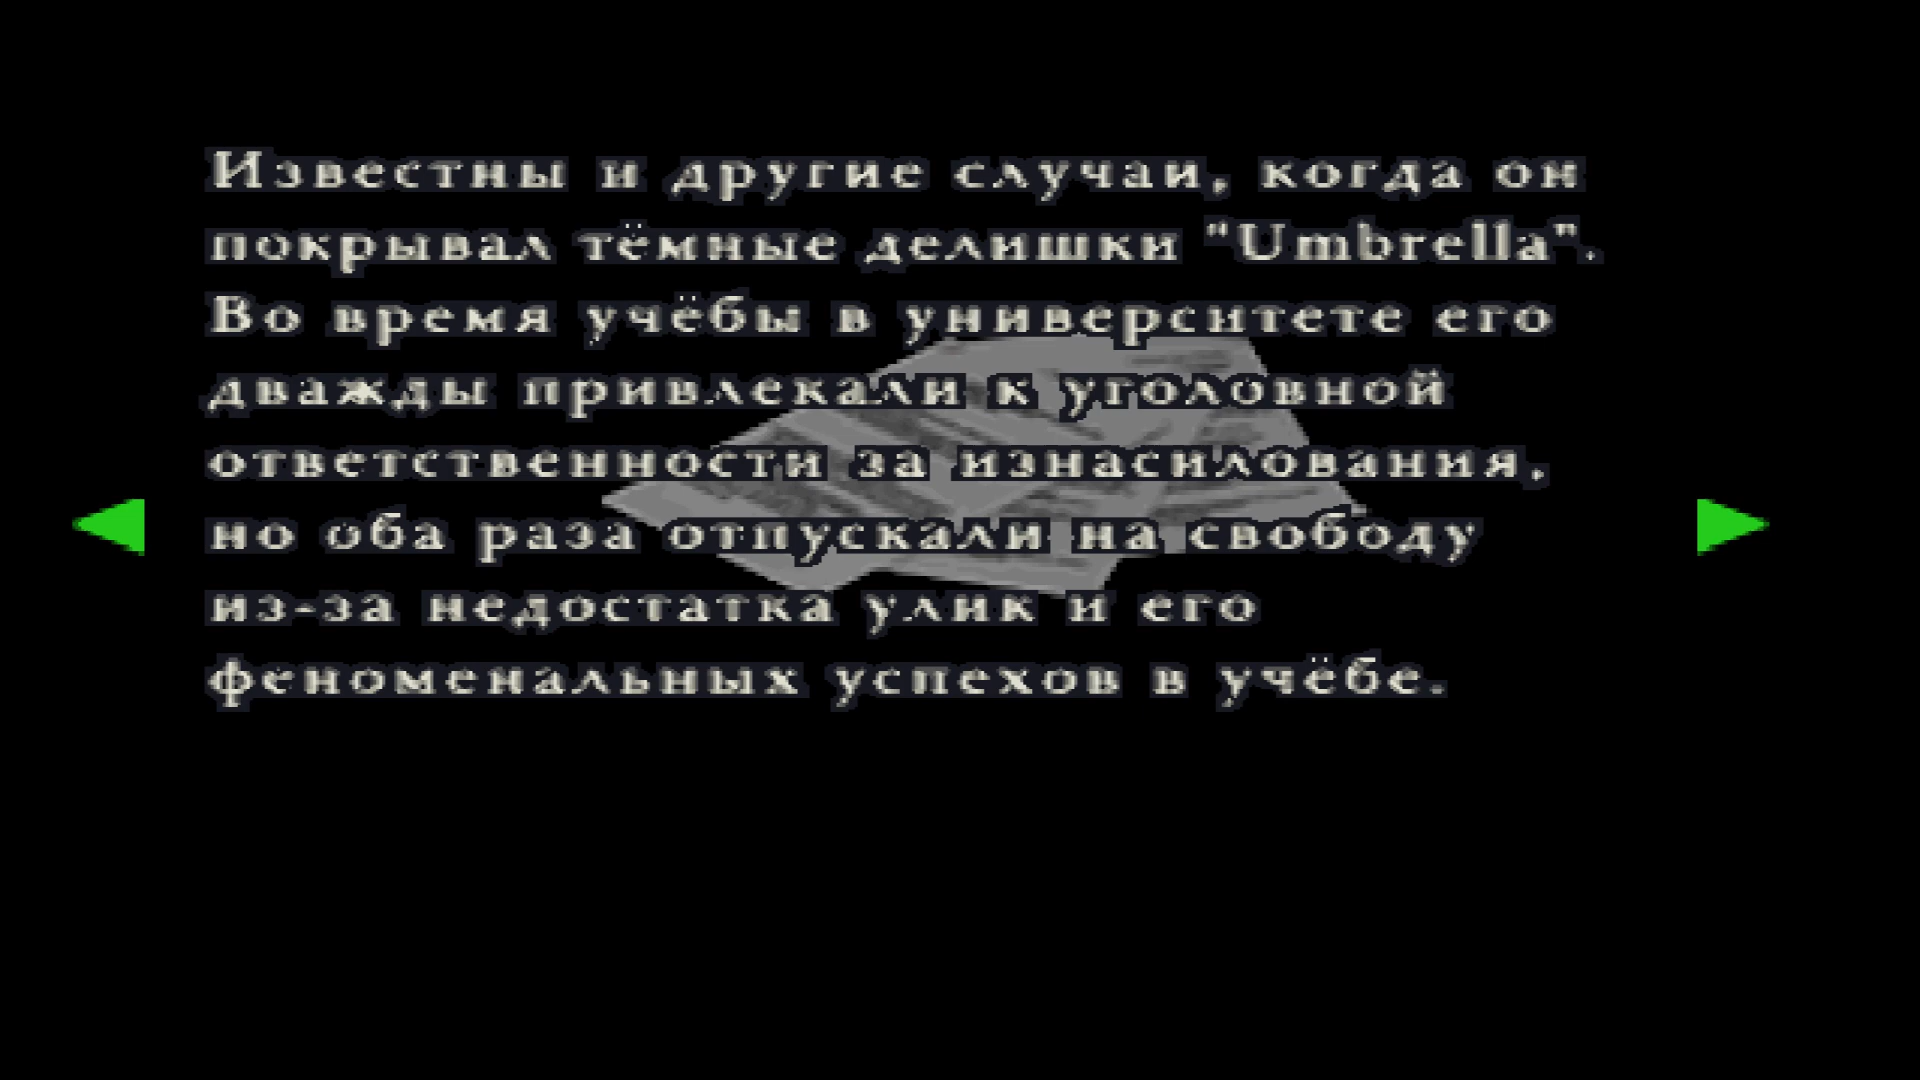 Известны и другие случаи, когда он
покрывал тёмные делишки "Umbrella".
Во время учёбы в университете его
дважды привлекали к уголовной
ответственности за изнасилования,
но оба раза отпускали на свободу
из-за недостатка улик и его
феноменальных успехов в учёбе.